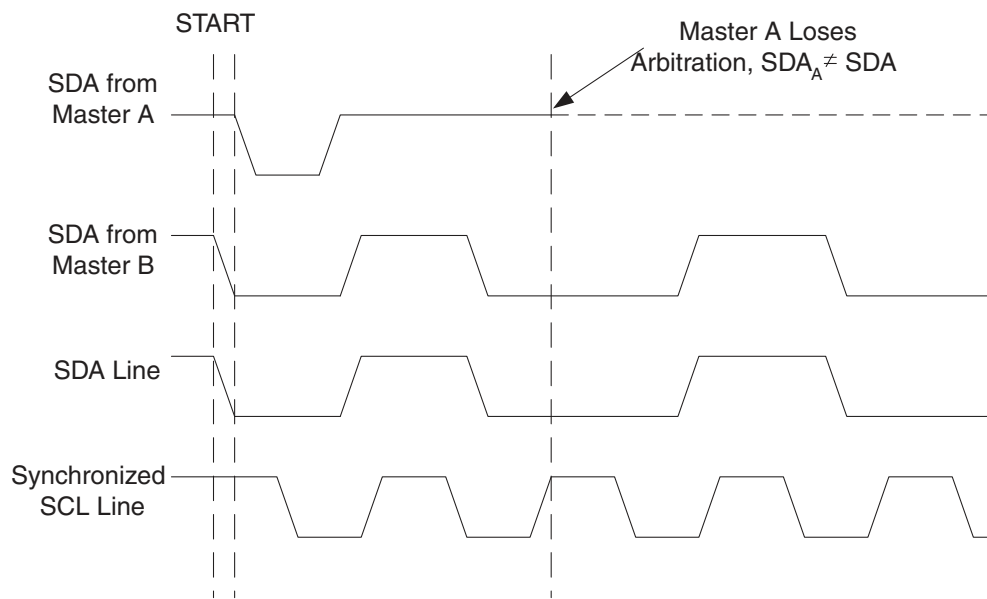 START
Master A Loses
Arbitration, SDA_A ≠ SDA
SDA from
Master A
SDA from
Master B
SDA Line
Synchronized
SCL Line